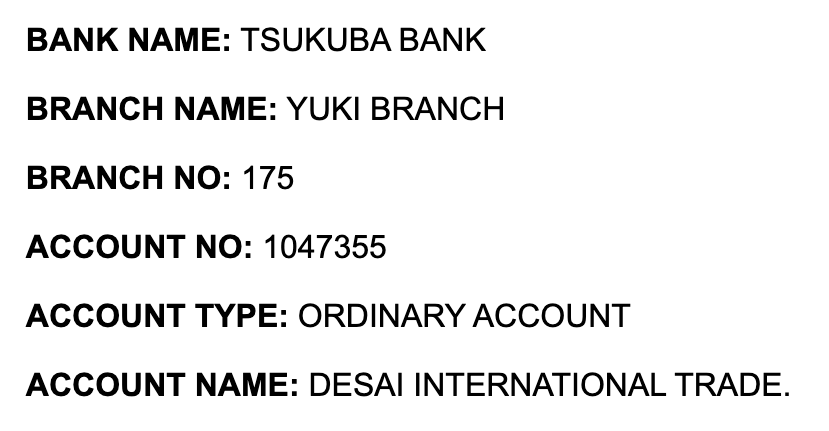 BANK NAME: TSUKUBA BANK
BRANCH NAME: YUKI BRANCH
BRANCH NO: 175
ACCOUNT NO: 1047355
ACCOUNT TYPE: ORDINARY ACCOUNT
ACCOUNT NAME: DESAI INTERNATIONAL TRADE.